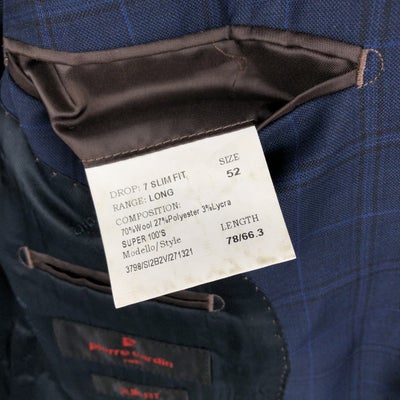 DROP: 7 SLIM FIT
RANGE: LONG
COMPOSITION:
70%Wool 27%Polyester 3%Lycra
SUPER 100'S
Modello/Style
3798/SI2B2V/271321
SIZE
52
LENGTH
78/66.3
pierre cardin